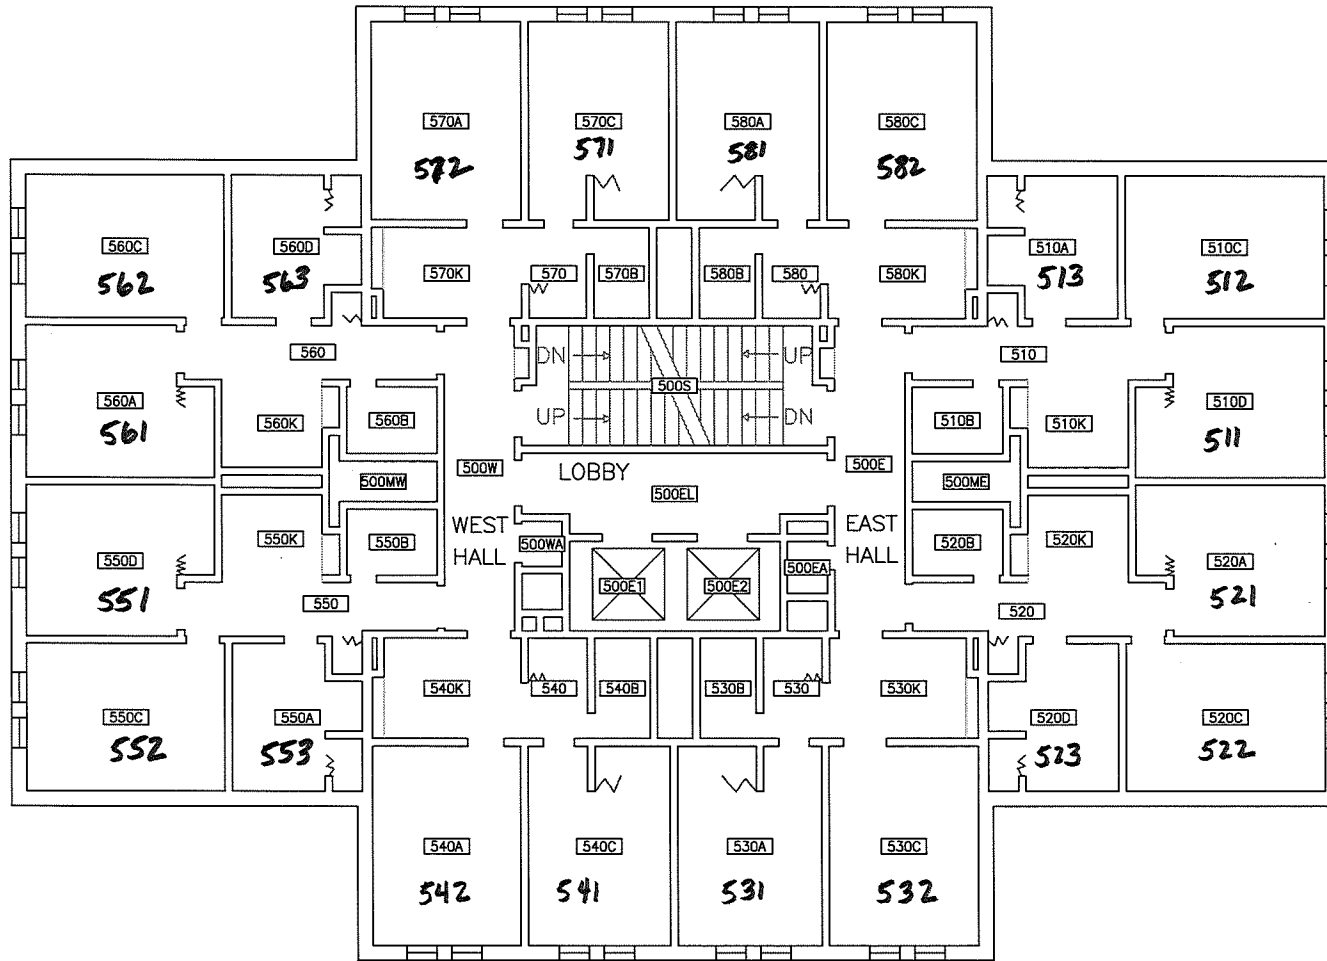 570A 570C 580A 580C
572 571 581 582
560C 560D 510A 510C
562 563 513 512
570K 570 570B 580B 580 580K
560 DN UP 510
500S
560A 510D
561 560K 560B UP DN 510B 510K 511
500W LOBBY 500E
500MW 500EL 500ME
WEST EAST
HALL HALL
550K 550B 500WA 520B 520K
550D 500EA 520A
551 500E1 500E2 521
550 520
540K 540 540B 530B 530 530K
550C 550A 520D 520C
552 553 523 522
540A 540C 530A 530C
542 541 531 532